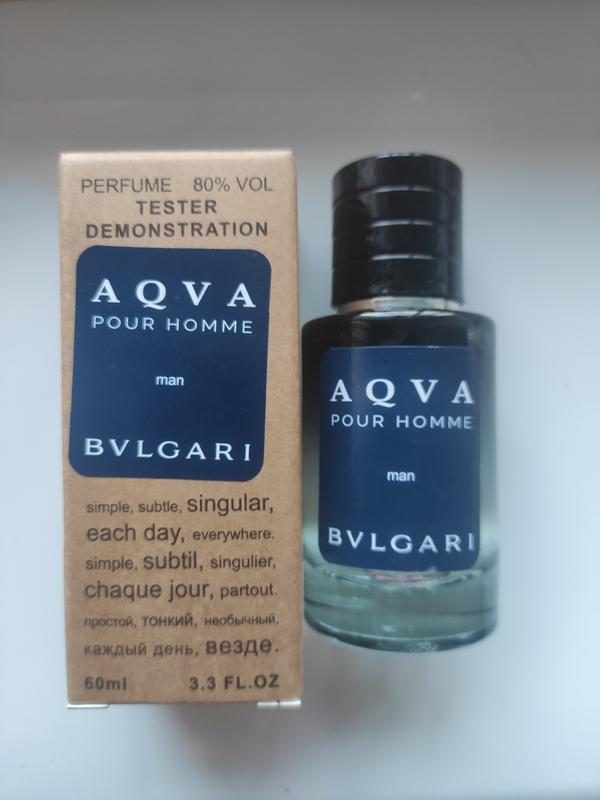 PERFUME 80% VOL
TESTER
DEMONSTRATION
AQVA
POUR HOMME
man
BVLGARI
simple, subtle, singular,
each day, everywhere.
simple, subtil, singulier,
chaque jour, partout.
простой, тонкий, необычный,
каждый день, везде.
60ml 3.3 FL.OZ
AQVA
POUR HOMME
man
BVLGARI